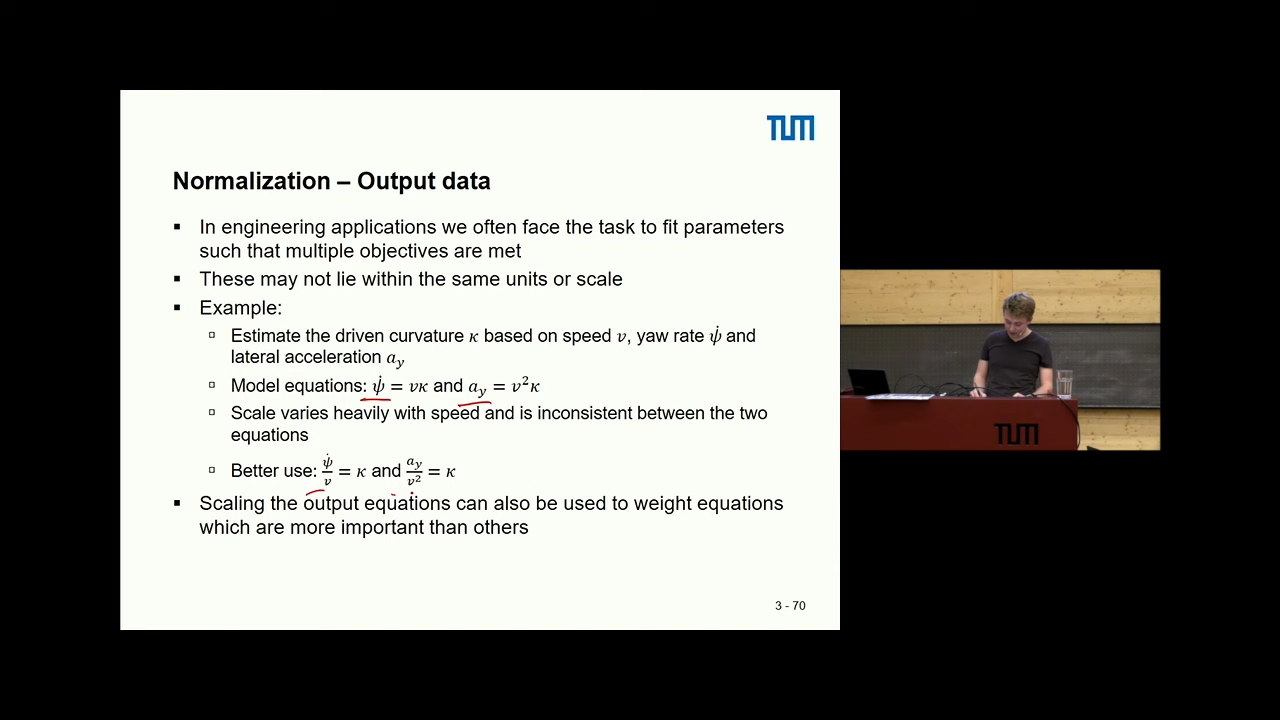 TUM
Normalization – Output data
▪ In engineering applications we often face the task to fit parameters
such that multiple objectives are met
▪ These may not lie within the same units or scale
▪ Example:
▫ Estimate the driven curvature κ based on speed v, yaw rate ψ̇ and
lateral acceleration a_y
▫ Model equations: ψ̇ = vκ and a_y = v²κ
▫ Scale varies heavily with speed and is inconsistent between the two
equations
▫ Better use: ψ̇/v = κ and a_y/v² = κ
▪ Scaling the output equations can also be used to weight equations
which are more important than others
3 - 70
TUM